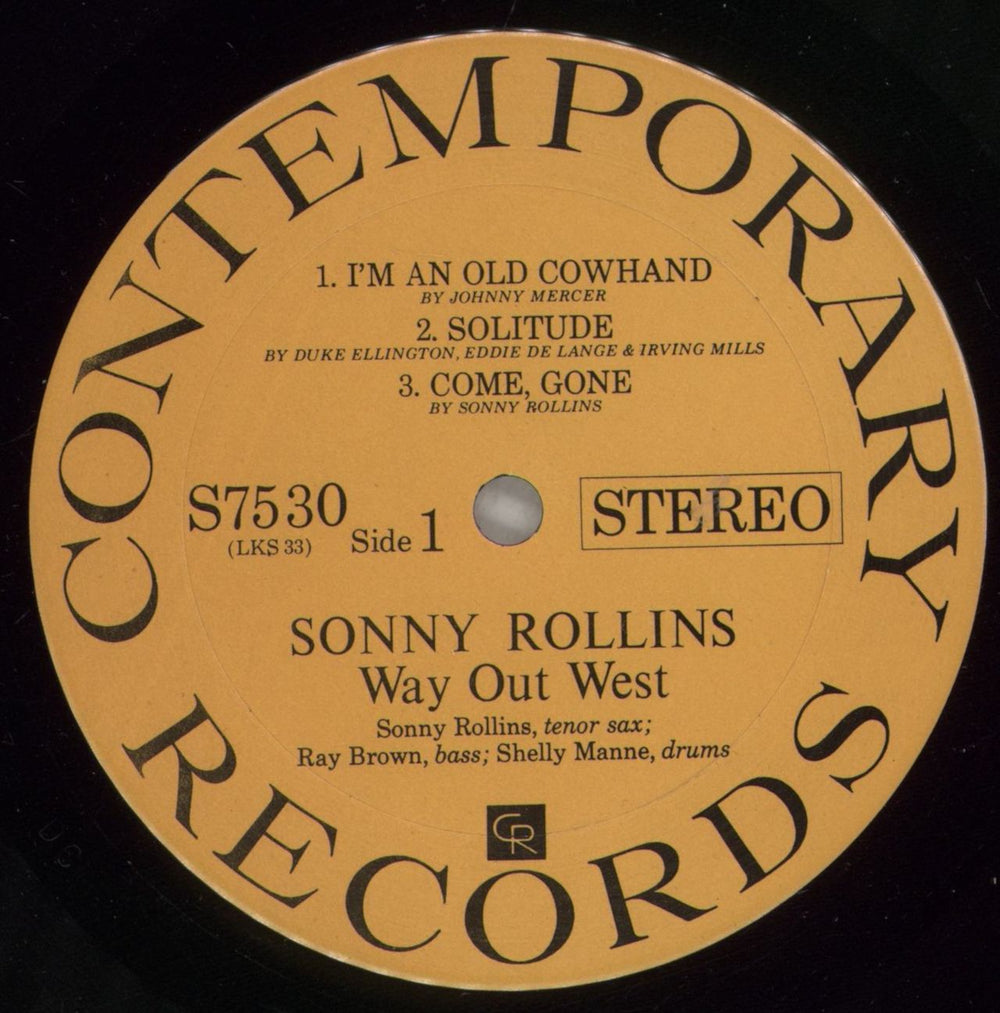 CONTEMPORARY
1. I'M AN OLD COWHAND
BY JOHNNY MERCER
2. SOLITUDE
BY DUKE ELLINGTON, EDDIE DE LANGE & IRVING MILLS
3. COME, GONE
BY SONNY ROLLINS
S7530
(LKS 33)
Side 1
STEREO
SONNY ROLLINS
Way Out West
Sonny Rollins, tenor sax;
Ray Brown, bass; Shelly Manne, drums
CR
RECORDS